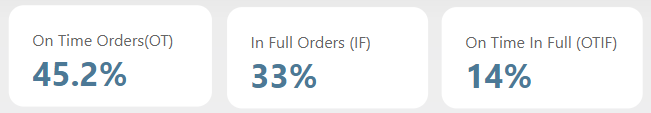 On Time Orders(OT)
45.2%
In Full Orders (IF)
33%
On Time In Full (OTIF)
14%